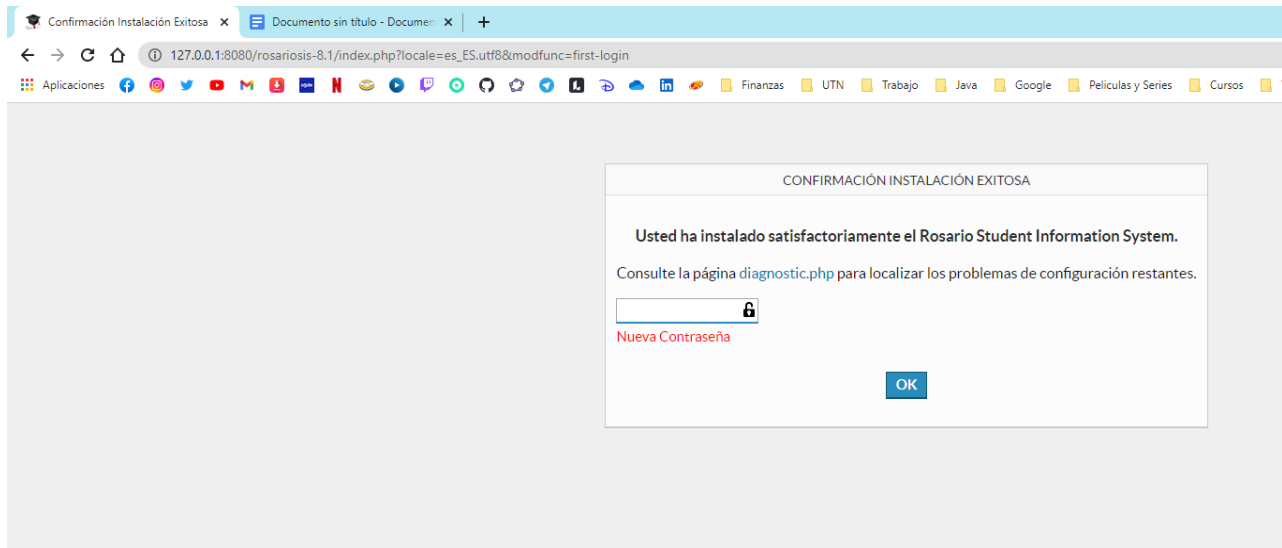 Confirmación Instalación Exitosa
Documento sin título - Documen
127.0.0.1:8080/rosariosis-8.1/index.php?locale=es_ES.utf8&modfunc=first-login
Aplicaciones Finanzas UTN Trabajo Java Google Peliculas y Series Cursos
CONFIRMACIÓN INSTALACIÓN EXITOSA
Usted ha instalado satisfactoriamente el Rosario Student Information System.
Consulte la página diagnostic.php para localizar los problemas de configuración restantes.
Nueva Contraseña
OK